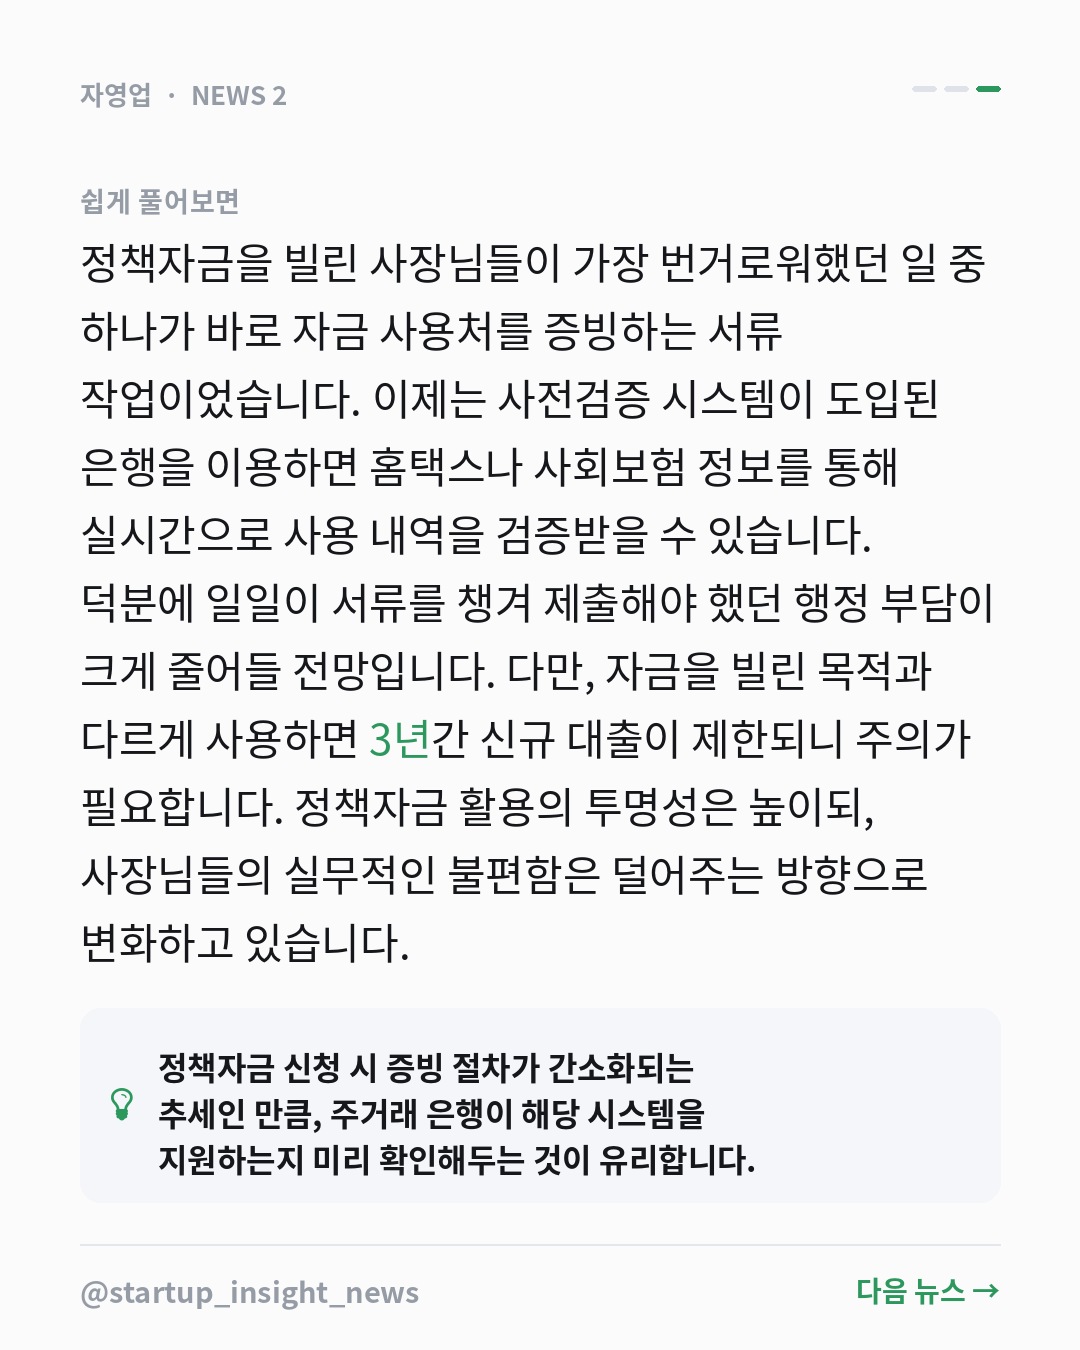 자영업 · NEWS 2
쉽게 풀어보면
정책자금을 빌린 사장님들이 가장 번거로워했던 일 중
하나가 바로 자금 사용처를 증빙하는 서류
작업이었습니다. 이제는 사전검증 시스템이 도입된
은행을 이용하면 홈택스나 사회보험 정보를 통해
실시간으로 사용 내역을 검증받을 수 있습니다.
덕분에 일일이 서류를 챙겨 제출해야 했던 행정 부담이
크게 줄어들 전망입니다. 다만, 자금을 빌린 목적과
다르게 사용하면 3년간 신규 대출이 제한되니 주의가
필요합니다. 정책자금 활용의 투명성은 높이되,
사장님들의 실무적인 불편함은 덜어주는 방향으로
변화하고 있습니다.
정책자금 신청 시 증빙 절차가 간소화되는
추세인 만큼, 주거래 은행이 해당 시스템을
지원하는지 미리 확인해두는 것이 유리합니다.
@startup_insight_news
다음 뉴스 →